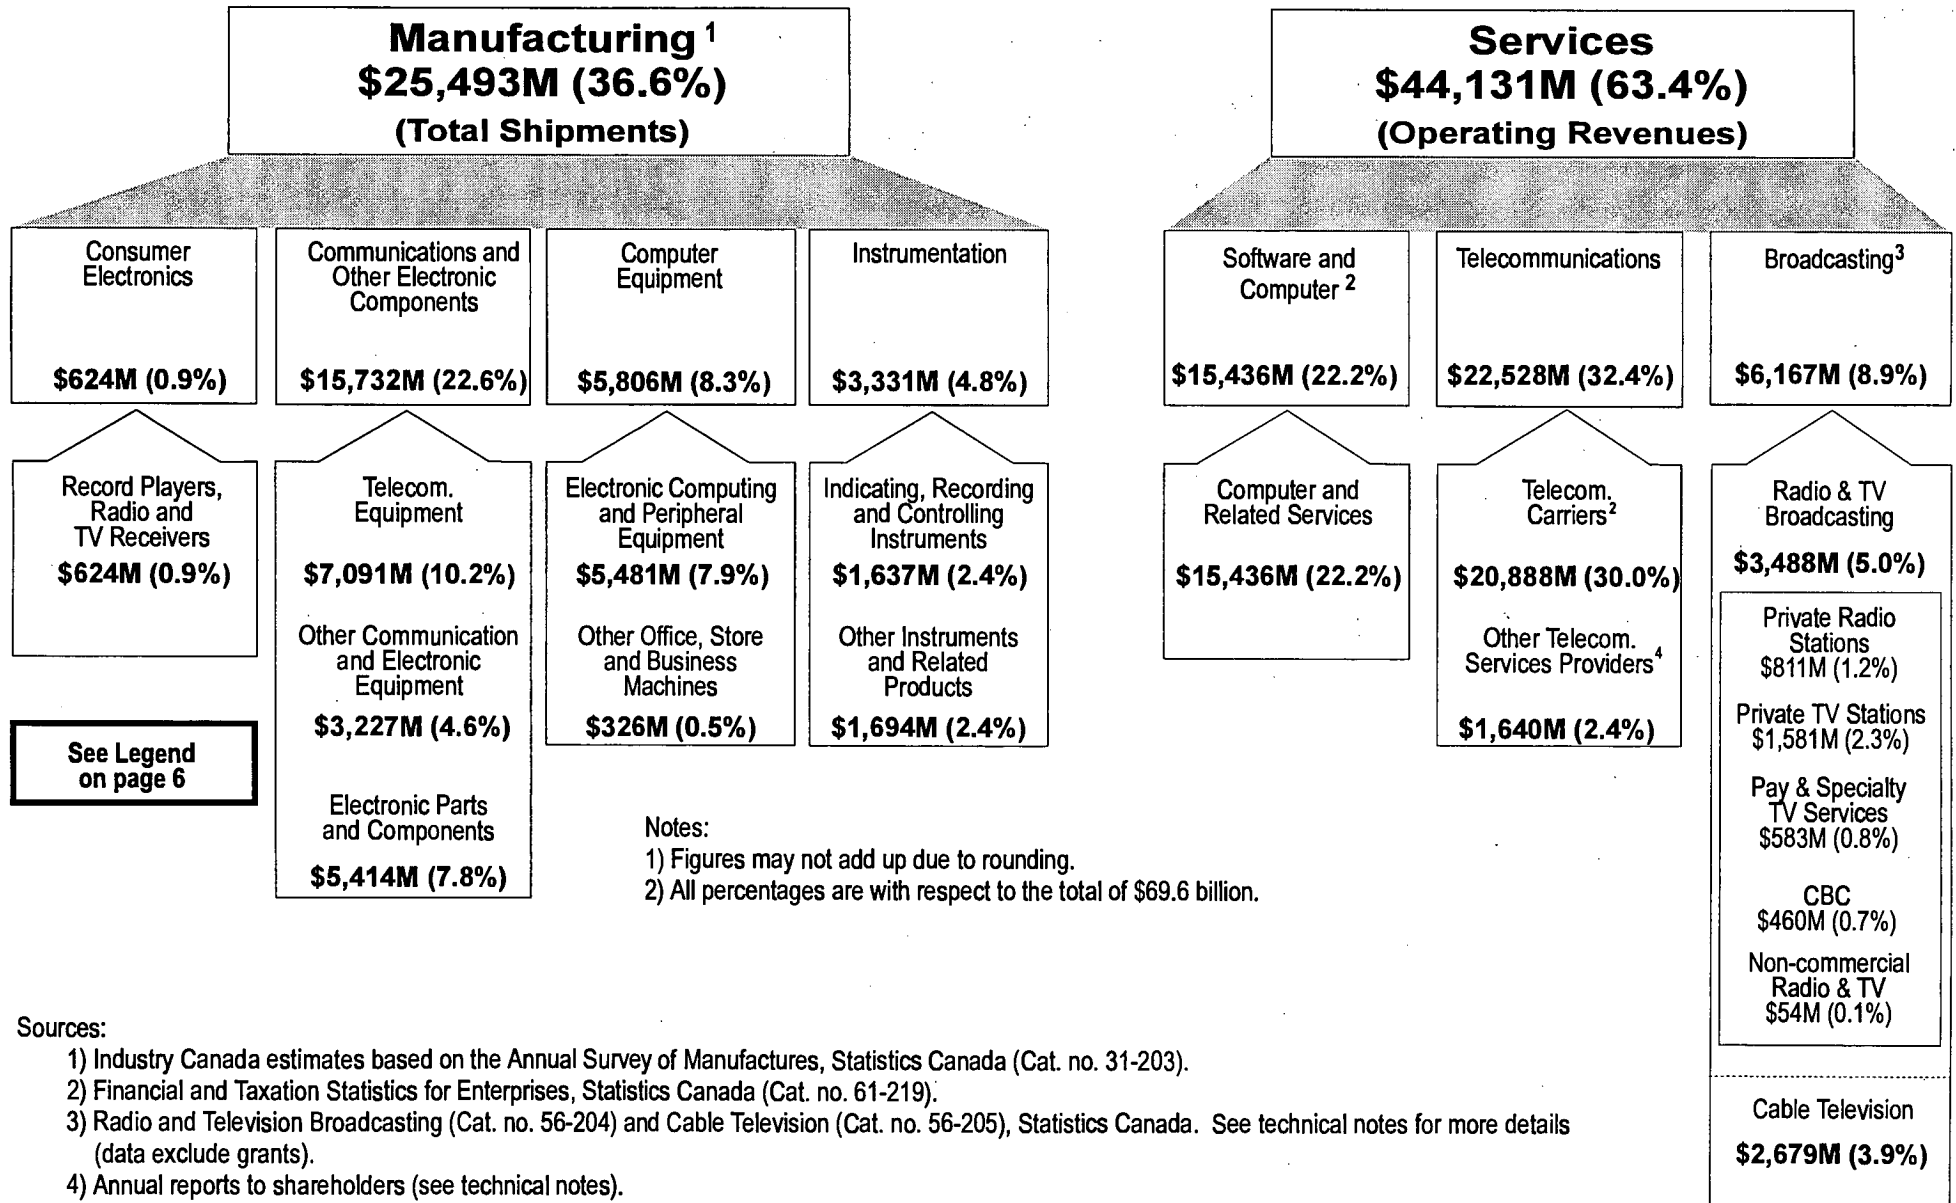 Manufacturing 1
$25,493M (36.6%)
(Total Shipments)
Services
$44,131M (63.4%)
(Operating Revenues)
Consumer
Electronics
$624M (0.9%)
Communications and
Other Electronic
Components
$15,732M (22.6%)
Computer
Equipment
$5,806M (8.3%)
Instrumentation
$3,331M (4.8%)
Software and
Computer 2
$15,436M (22.2%)
Telecommunications
$22,528M (32.4%)
Broadcasting3
$6,167M (8.9%)
Record Players,
Radio and
TV Receivers
$624M (0.9%)
Telecom.
Equipment
$7,091M (10.2%)
Other Communication
and Electronic
Equipment
$3,227M (4.6%)
Electronic Parts
and Components
$5,414M (7.8%)
Electronic Computing
and Peripheral
Equipment
$5,481M (7.9%)
Other Office, Store
and Business
Machines
$326M (0.5%)
Indicating, Recording
and Controlling
Instruments
$1,637M (2.4%)
Other Instruments
and Related
Products
$1,694M (2.4%)
Computer and
Related Services
$15,436M (22.2%)
Telecom.
Carriers2
$20,888M (30.0%)
Other Telecom.
Services Providers4
$1,640M (2.4%)
Radio & TV
Broadcasting
$3,488M (5.0%)
Private Radio
Stations
$811M (1.2%)
Private TV Stations
$1,581M (2.3%)
Pay & Specialty
TV Services
$583M (0.8%)
CBC
$460M (0.7%)
Non-commercial
Radio & TV
$54M (0.1%)
Cable Television
$2,679M (3.9%)
See Legend
on page 6
Notes:
1) Figures may not add up due to rounding.
2) All percentages are with respect to the total of $69.6 billion.
Sources:
1) Industry Canada estimates based on the Annual Survey of Manufactures, Statistics Canada (Cat. no. 31-203).
2) Financial and Taxation Statistics for Enterprises, Statistics Canada (Cat. no. 61-219).
3) Radio and Television Broadcasting (Cat. no. 56-204) and Cable Television (Cat. no. 56-205), Statistics Canada. See technical notes for more details
(data exclude grants).
4) Annual reports to shareholders (see technical notes).